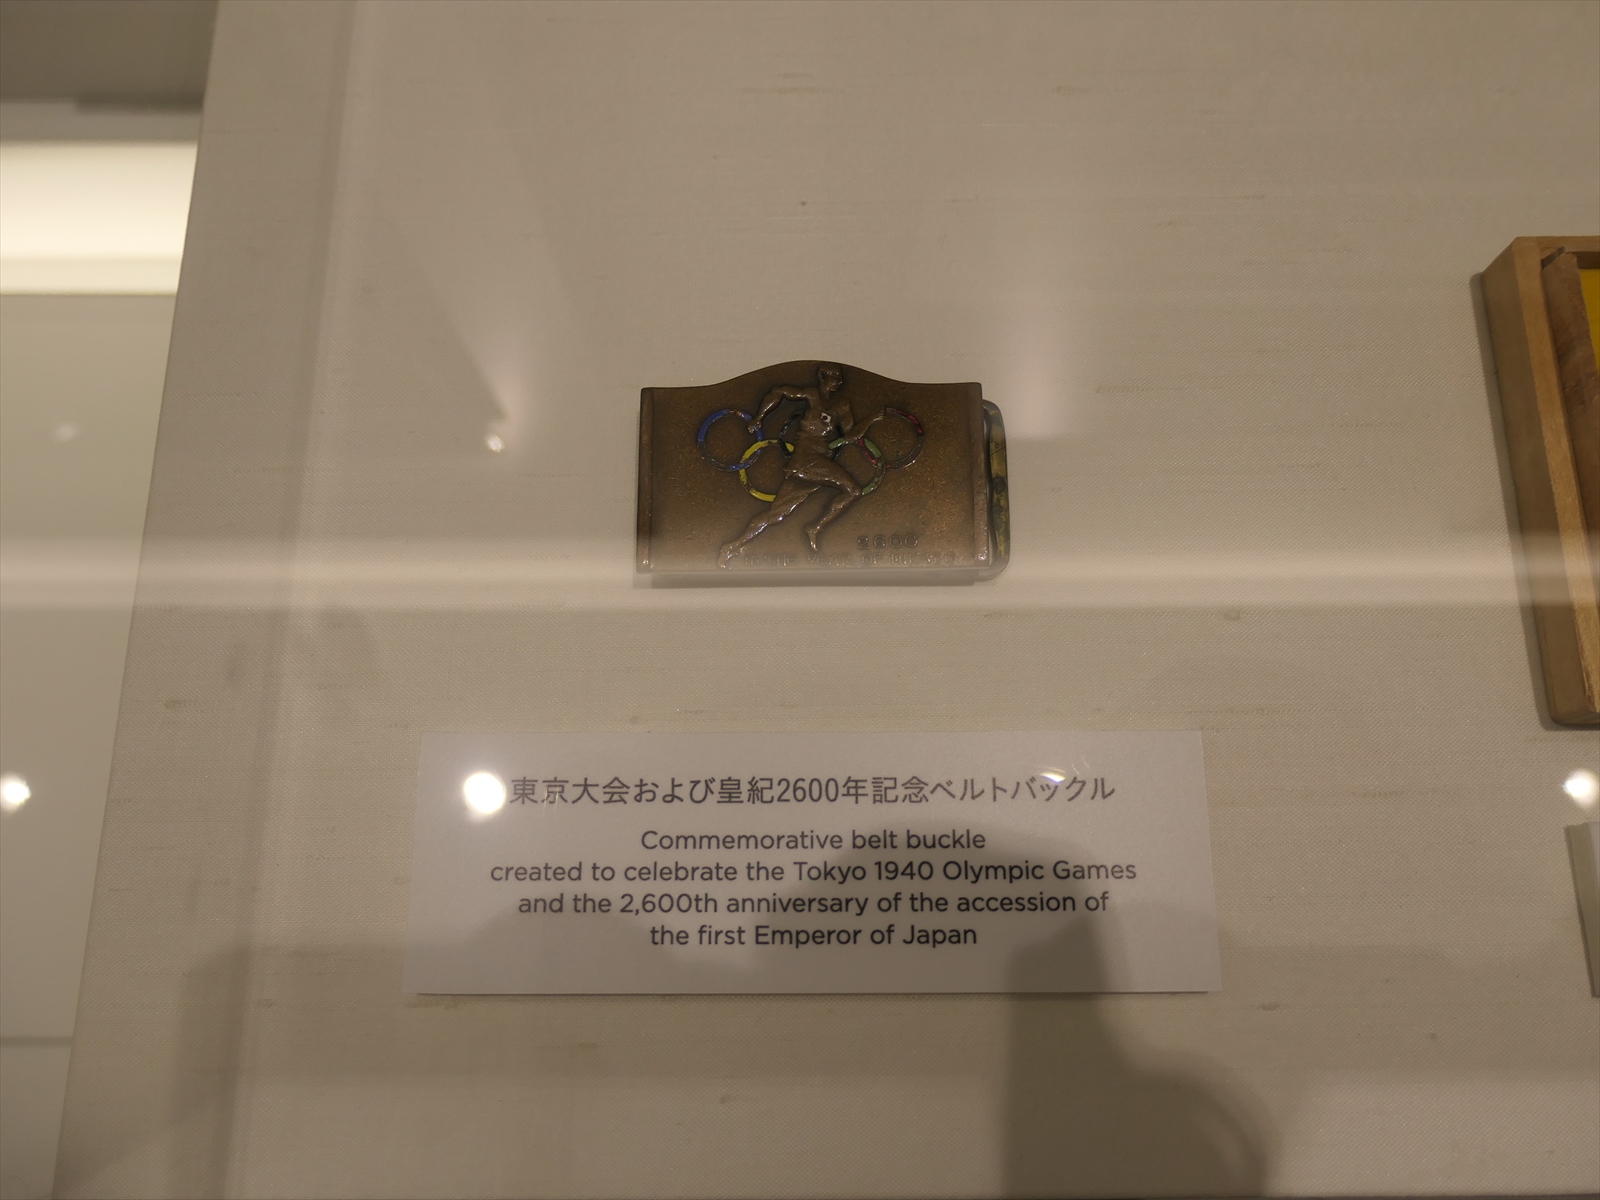 2600
東京大会および皇紀2600年記念ベルトバックル
Commemorative belt buckle
created to celebrate the Tokyo 1940 Olympic Games
and the 2,600th anniversary of the accession of
the first Emperor of Japan